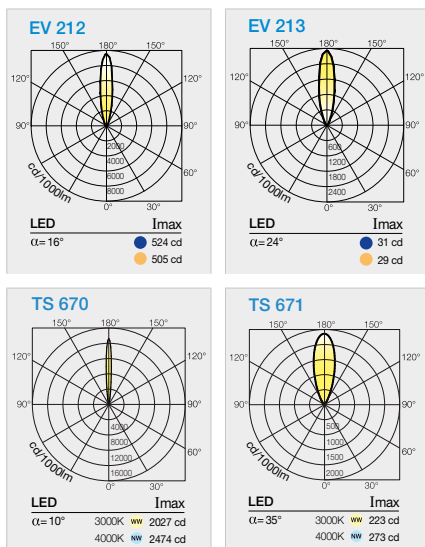 EV 212
150° 180° 150°
120° 120°
90° 90°
60°
2000
4000
6000
8000
cd/1000lm
0° 30°
LED Imax
α= 16° 524 cd
505 cd
EV 213
150° 180° 150°
120° 120°
90° 90°
60°
600
1200
1800
2400
cd/1000lm
0° 30°
LED Imax
α= 24° 31 cd
29 cd
TS 670
150° 180° 150°
120° 120°
90° 90°
60°
4000
8000
12000
16000
cd/1000lm
0° 30°
LED Imax
α= 10° 3000K WW 2027 cd
4000K NW 2474 cd
TS 671
150° 180° 150°
120° 120°
90° 90°
60°
500
1000
1500
2000
cd/1000lm
0° 30°
LED Imax
α= 35° 3000K WW 223 cd
4000K NW 273 cd